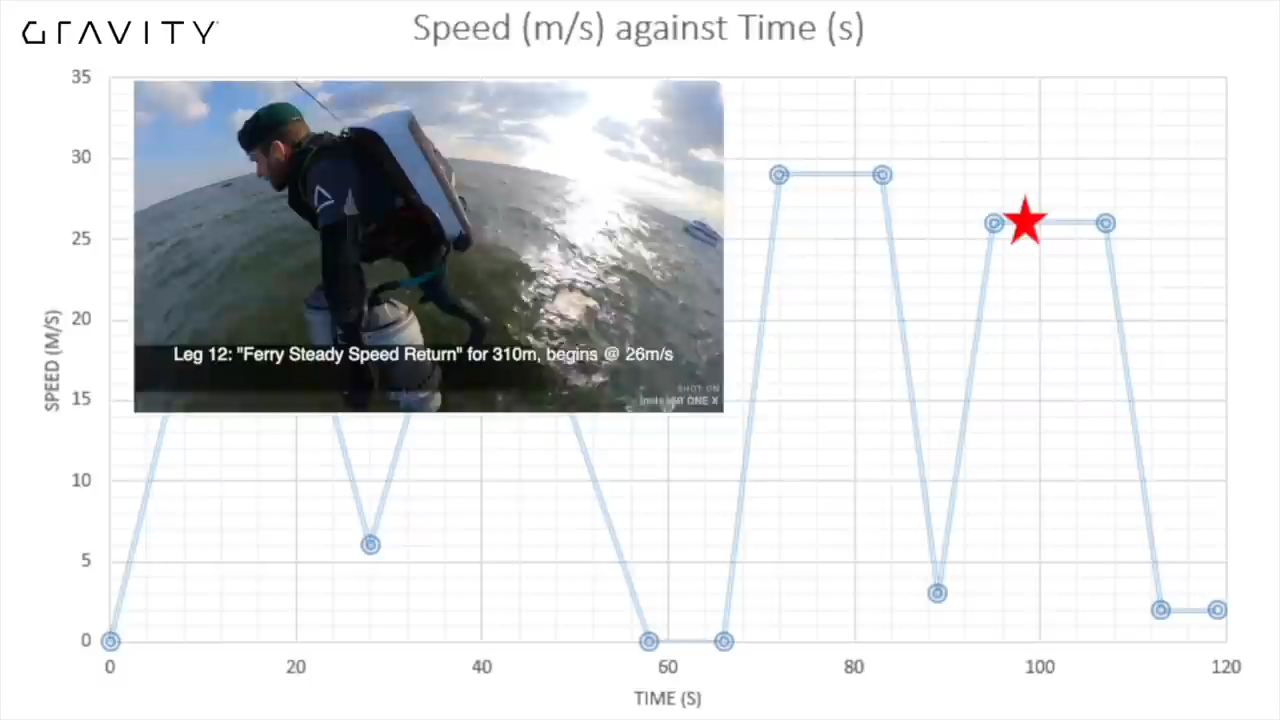 GRAVITY
Speed (m/s) against Time (s)
35
30
25
20
15
10
5
0
SPEED (M/S)
Leg 12: "Ferry Steady Speed Return" for 310m, begins @ 26m/s
SHOT ON
ONE X
0
20
40
60
80
100
120
TIME (S)